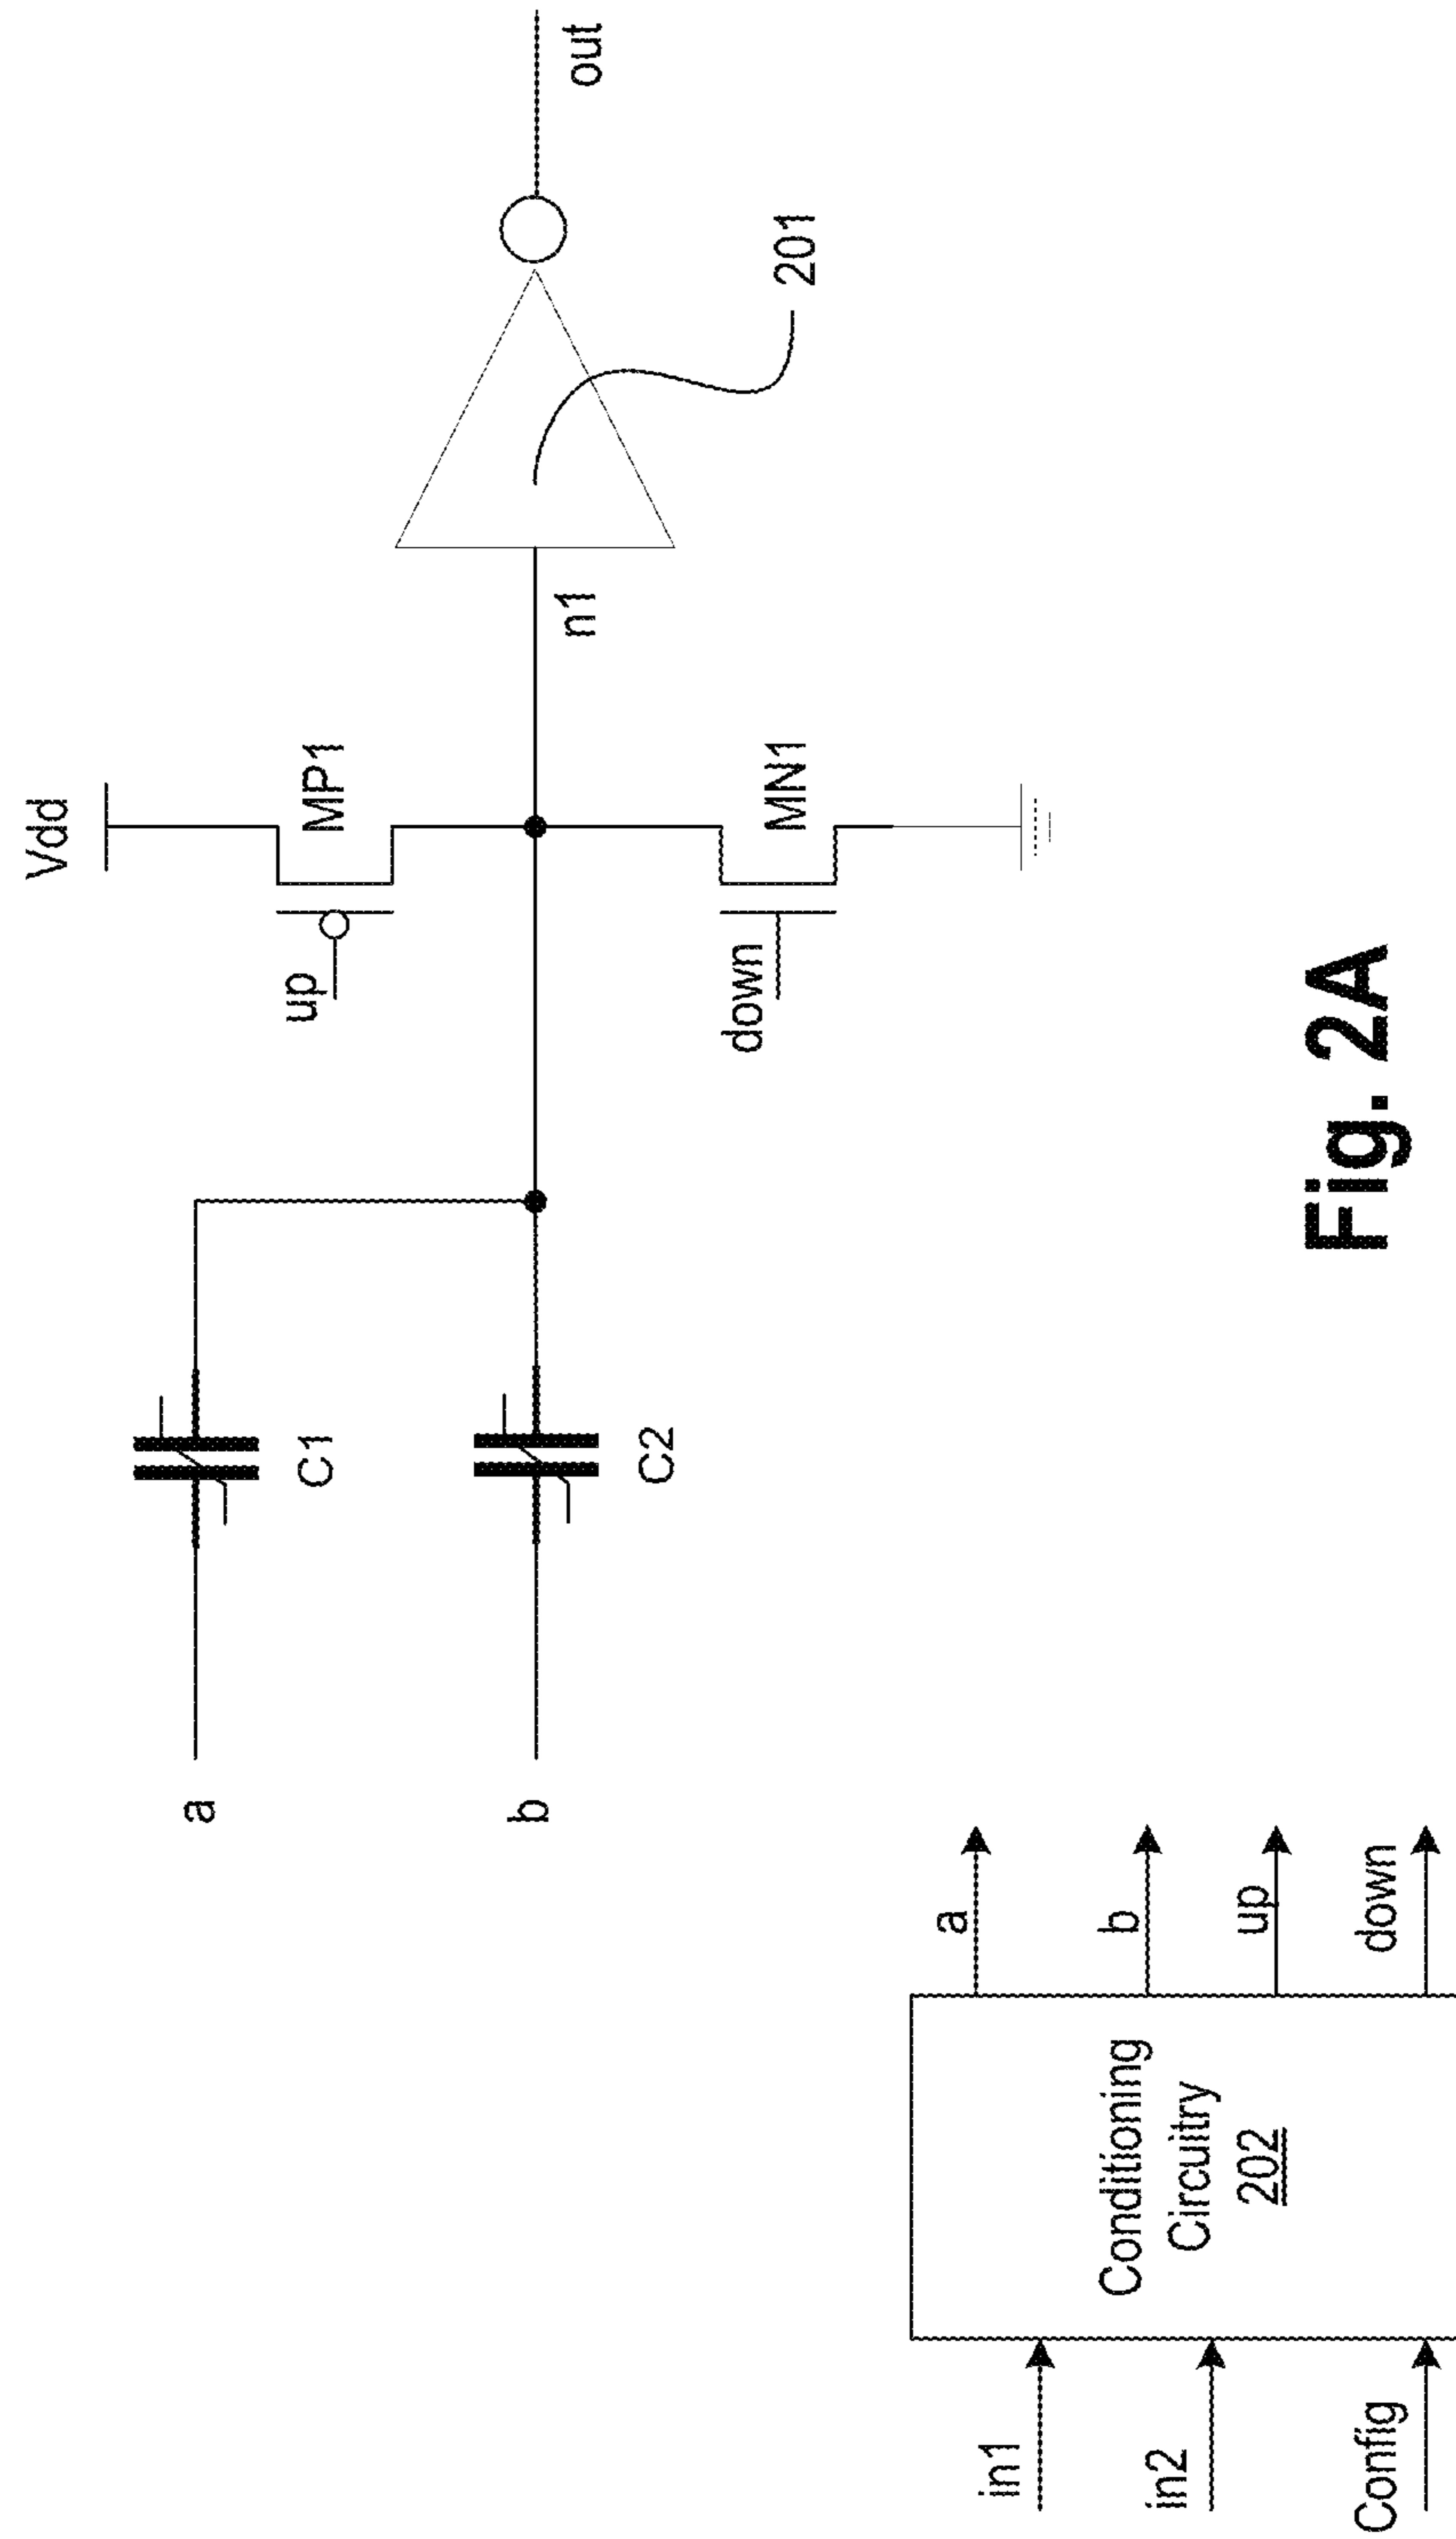 Vdd
a
C1
up
MP1
b
C2
n1
out
down
MN1
201
in1
in2
Config
Conditioning
Circuitry
202
a
b
up
down
Fig. 2A